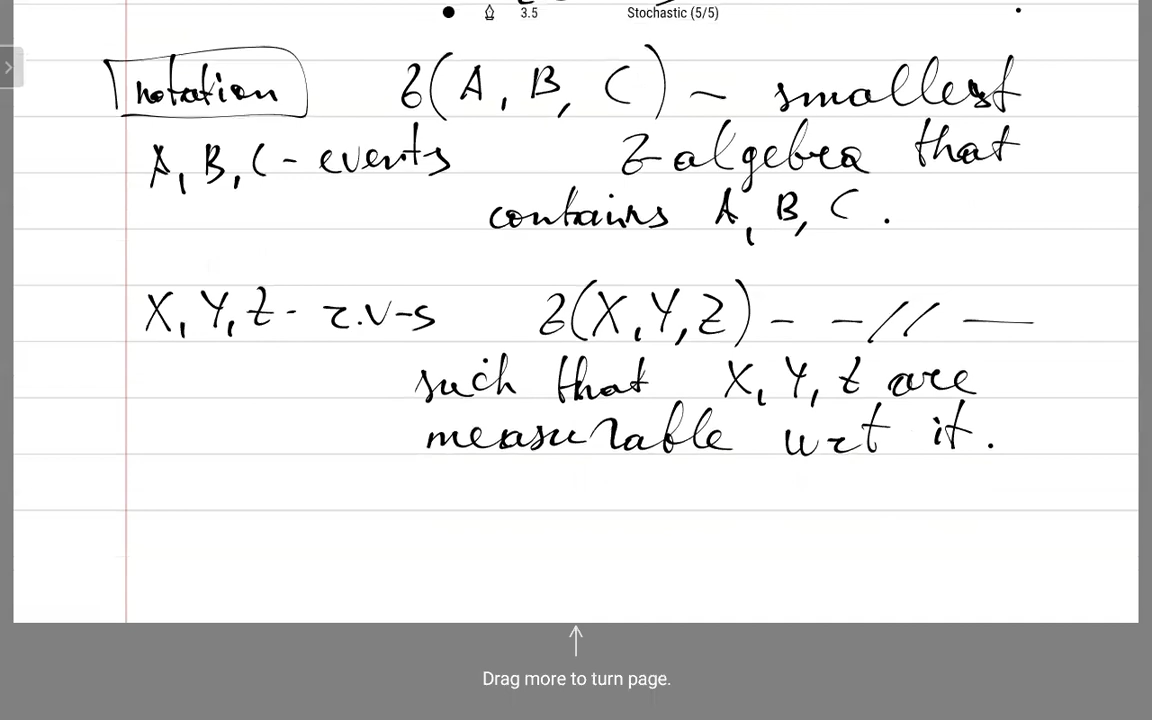 3.5 Stochastic (5/5)
notation σ(A, B, C) - smallest
A, B, C - events σ-algebra that
contains A, B, C.
X, Y, Z - r.v-s σ(X, Y, Z) - - // —
such that X, Y, Z are
measurable wrt it.
Drag more to turn page.